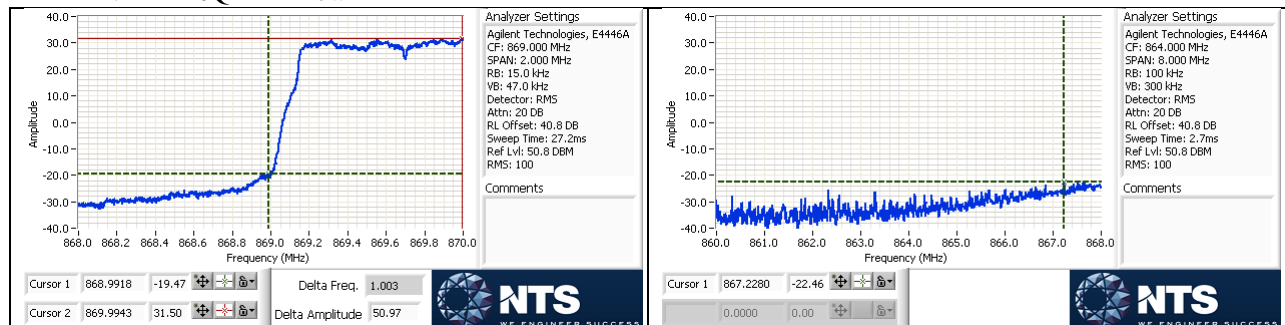 40.0
30.0
20.0
10.0
0.0
-10.0
-20.0
-30.0
-40.0
Amplitude
868.0 868.2 868.4 868.6 868.8 869.0 869.2 869.4 869.6 869.8 870.0
Frequency (MHz)
Analyzer Settings
Agilent Technologies, E4446A
CF: 869.000 MHz
SPAN: 2.000 MHz
RB: 15.0 kHz
VB: 47.0 kHz
Detector: RMS
Attn: 20 DB
RL Offset: 40.8 DB
Sweep Time: 27.2ms
Ref Lvl: 50.8 DBM
RMS: 100
Comments
Cursor 1 868.9918 -19.47
Cursor 2 869.9943 31.50
Delta Freq. 1.003
Delta Amplitude 50.97
NTS
WE ENGINEER SUCCESS
40.0
30.0
20.0
10.0
0.0
-10.0
-20.0
-30.0
-40.0
Amplitude
860.0 861.0 862.0 863.0 864.0 865.0 866.0 867.0 868.0
Frequency (MHz)
Analyzer Settings
Agilent Technologies, E4446A
CF: 864.000 MHz
SPAN: 8.000 MHz
RB: 100 kHz
VB: 300 kHz
Detector: RMS
Attn: 20 DB
RL Offset: 40.8 DB
Sweep Time: 2.7ms
Ref Lvl: 50.8 DBM
RMS: 100
Comments
Cursor 1 867.2280 -22.46
0.0000 0.00
NTS
WE ENGINEER SUCCESS